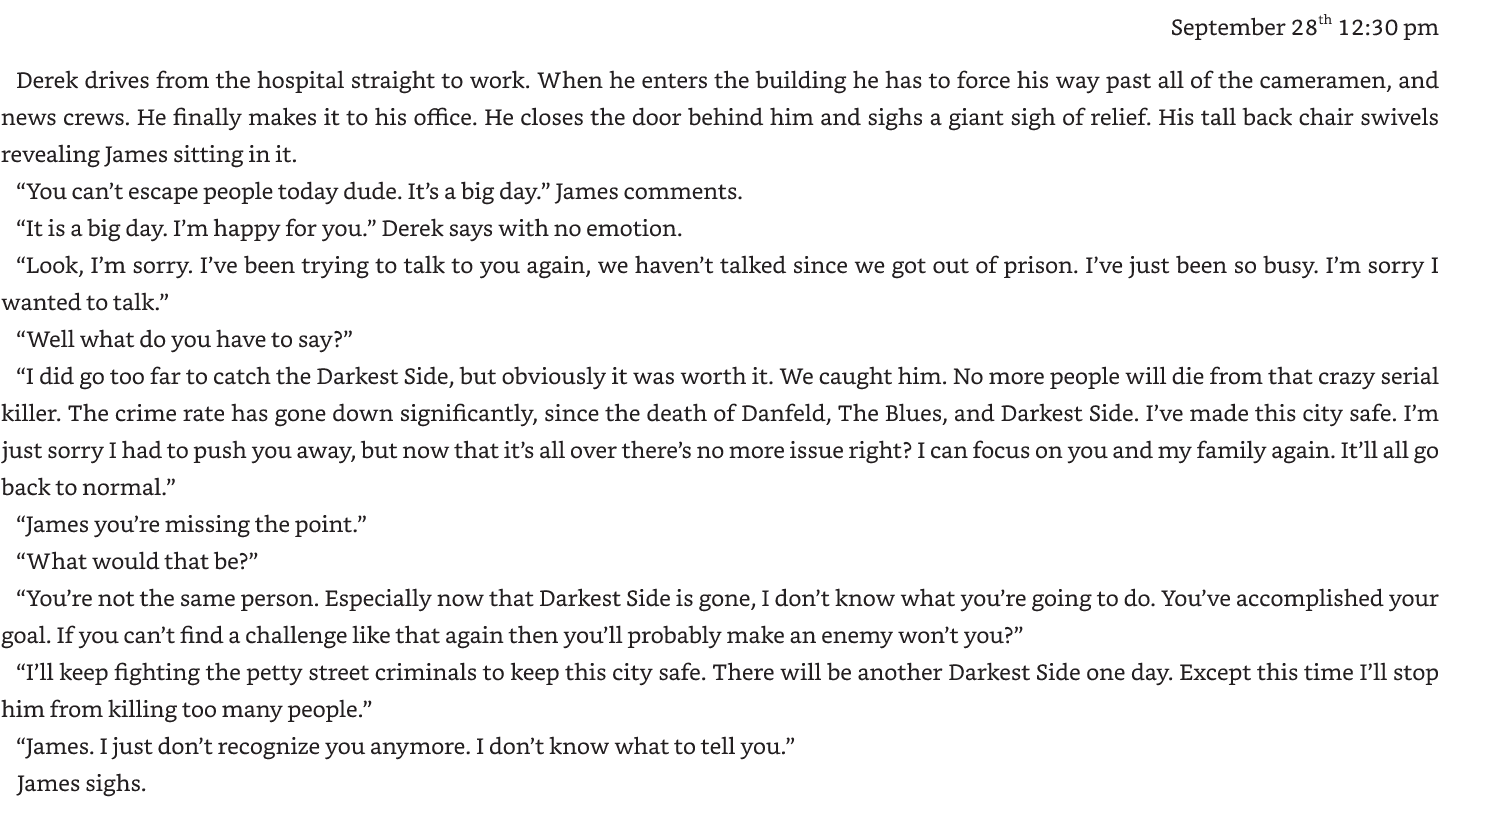 September 28th 12:30 pm
Derek drives from the hospital straight to work. When he enters the building he has to force his way past all of the cameramen, and
news crews. He finally makes it to his office. He closes the door behind him and sighs a giant sigh of relief. His tall back chair swivels
revealing James sitting in it.
“You can’t escape people today dude. It’s a big day.” James comments.
“It is a big day. I’m happy for you.” Derek says with no emotion.
“Look, I’m sorry. I’ve been trying to talk to you again, we haven’t talked since we got out of prison. I’ve just been so busy. I’m sorry I
wanted to talk.”
“Well what do you have to say?”
“I did go too far to catch the Darkest Side, but obviously it was worth it. We caught him. No more people will die from that crazy serial
killer. The crime rate has gone down significantly, since the death of Danfeld, The Blues, and Darkest Side. I’ve made this city safe. I’m
just sorry I had to push you away, but now that it’s all over there’s no more issue right? I can focus on you and my family again. It’ll all go
back to normal.”
“James you’re missing the point.”
“What would that be?”
“You’re not the same person. Especially now that Darkest Side is gone, I don’t know what you’re going to do. You’ve accomplished your
goal. If you can’t find a challenge like that again then you’ll probably make an enemy won’t you?”
“I’ll keep fighting the petty street criminals to keep this city safe. There will be another Darkest Side one day. Except this time I’ll stop
him from killing too many people.”
“James. I just don’t recognize you anymore. I don’t know what to tell you.”
James sighs.